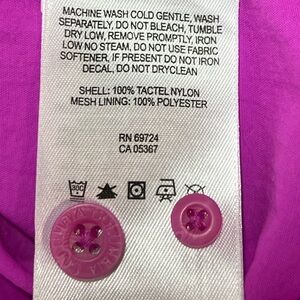 MACHINE WASH COLD GENTLE, WASH
SEPARATELY, DO NOT BLEACH, TUMBLE
DRY LOW, REMOVE PROMPTLY, IRON
LOW NO STEAM, DO NOT USE FABRIC
SOFTENER, IF PRESENT DO NOT IRON
DECAL, DO NOT DRYCLEAN
SHELL: 100% TACTEL NYLON
MESH LINING: 100% POLYESTER
RN 69724
CA 05367
30C